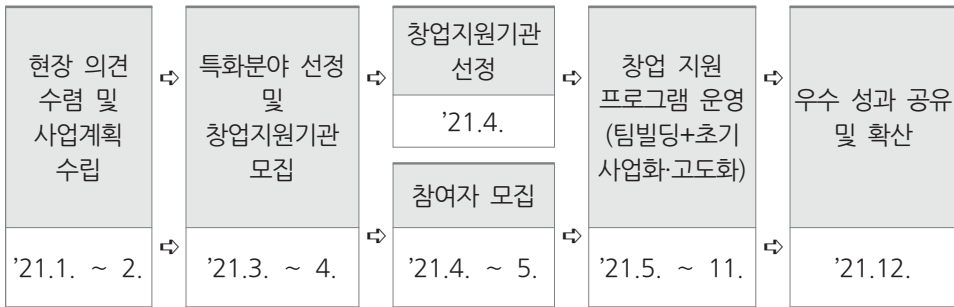 현장 의견
수렴 및
사업계획
수립
'21.1. ~ 2.
➪
➪
특화분야 선정
및
창업지원기관
모집
'21.3. ~ 4.
➪
➪
창업지원기관
선정
'21.4.
참여자 모집
'21.4. ~ 5.
➪
➪
창업 지원
프로그램 운영
(팀빌딩+초기
사업화·고도화)
'21.5. ~ 11.
➪
➪
우수 성과 공유
및 확산
'21.12.